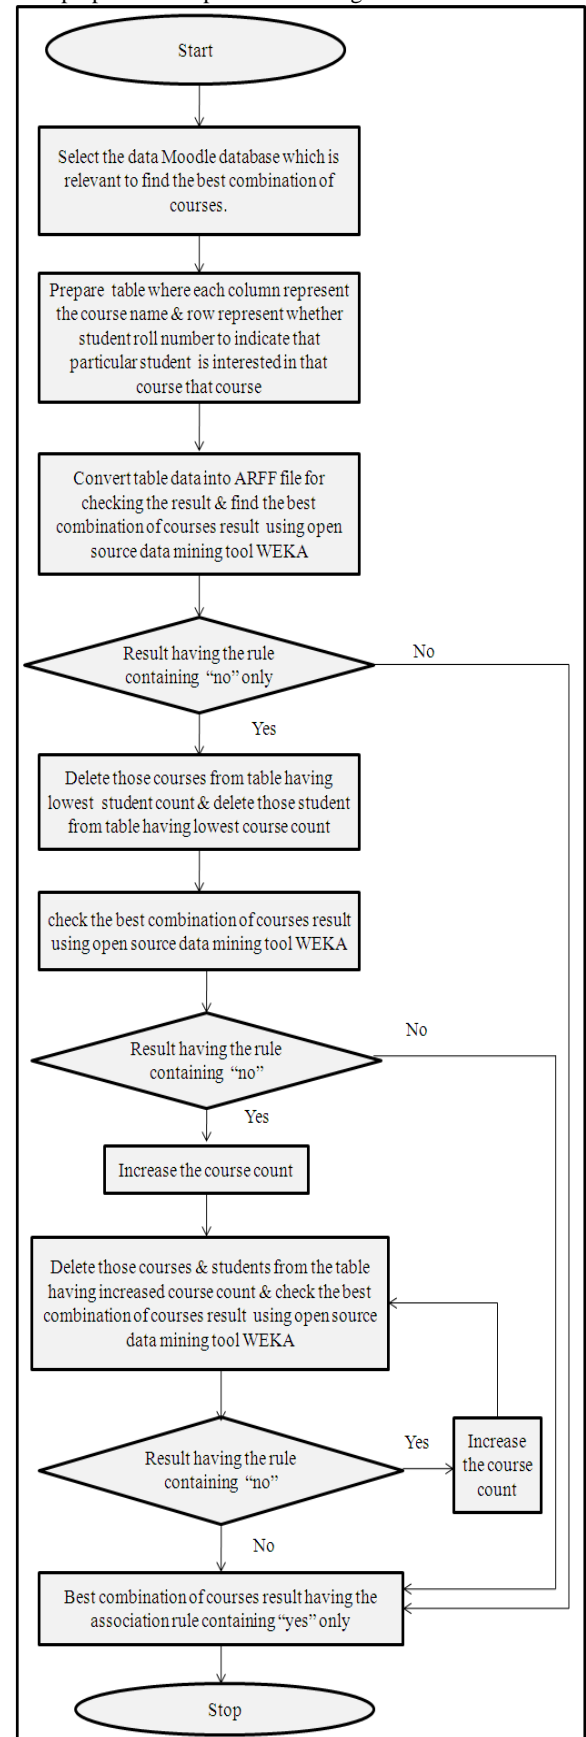 Start
Select the data Moodle database which is
relevant to find the best combination of
courses.
Prepare table where each column represent
the course name & row represent whether
student roll number to indicate that
particular student is interested in that
course that course
Convert table data into ARFF file for
checking the result & find the best
combination of courses result using open
source data mining tool WEKA
Result having the rule
containing "no" only
No
Yes
Delete those courses from table having
lowest student count & delete those student
from table having lowest course count
check the best combination of courses result
using open source data mining tool WEKA
Result having the rule
containing "no"
No
Yes
Increase the course count
Delete those courses & students from the table
having increased course count & check the best
combination of courses result using open source
data mining tool WEKA
Result having the rule
containing "no"
Yes
Increase
the course
count
No
Best combination of courses result having the
association rule containing "yes" only
Stop